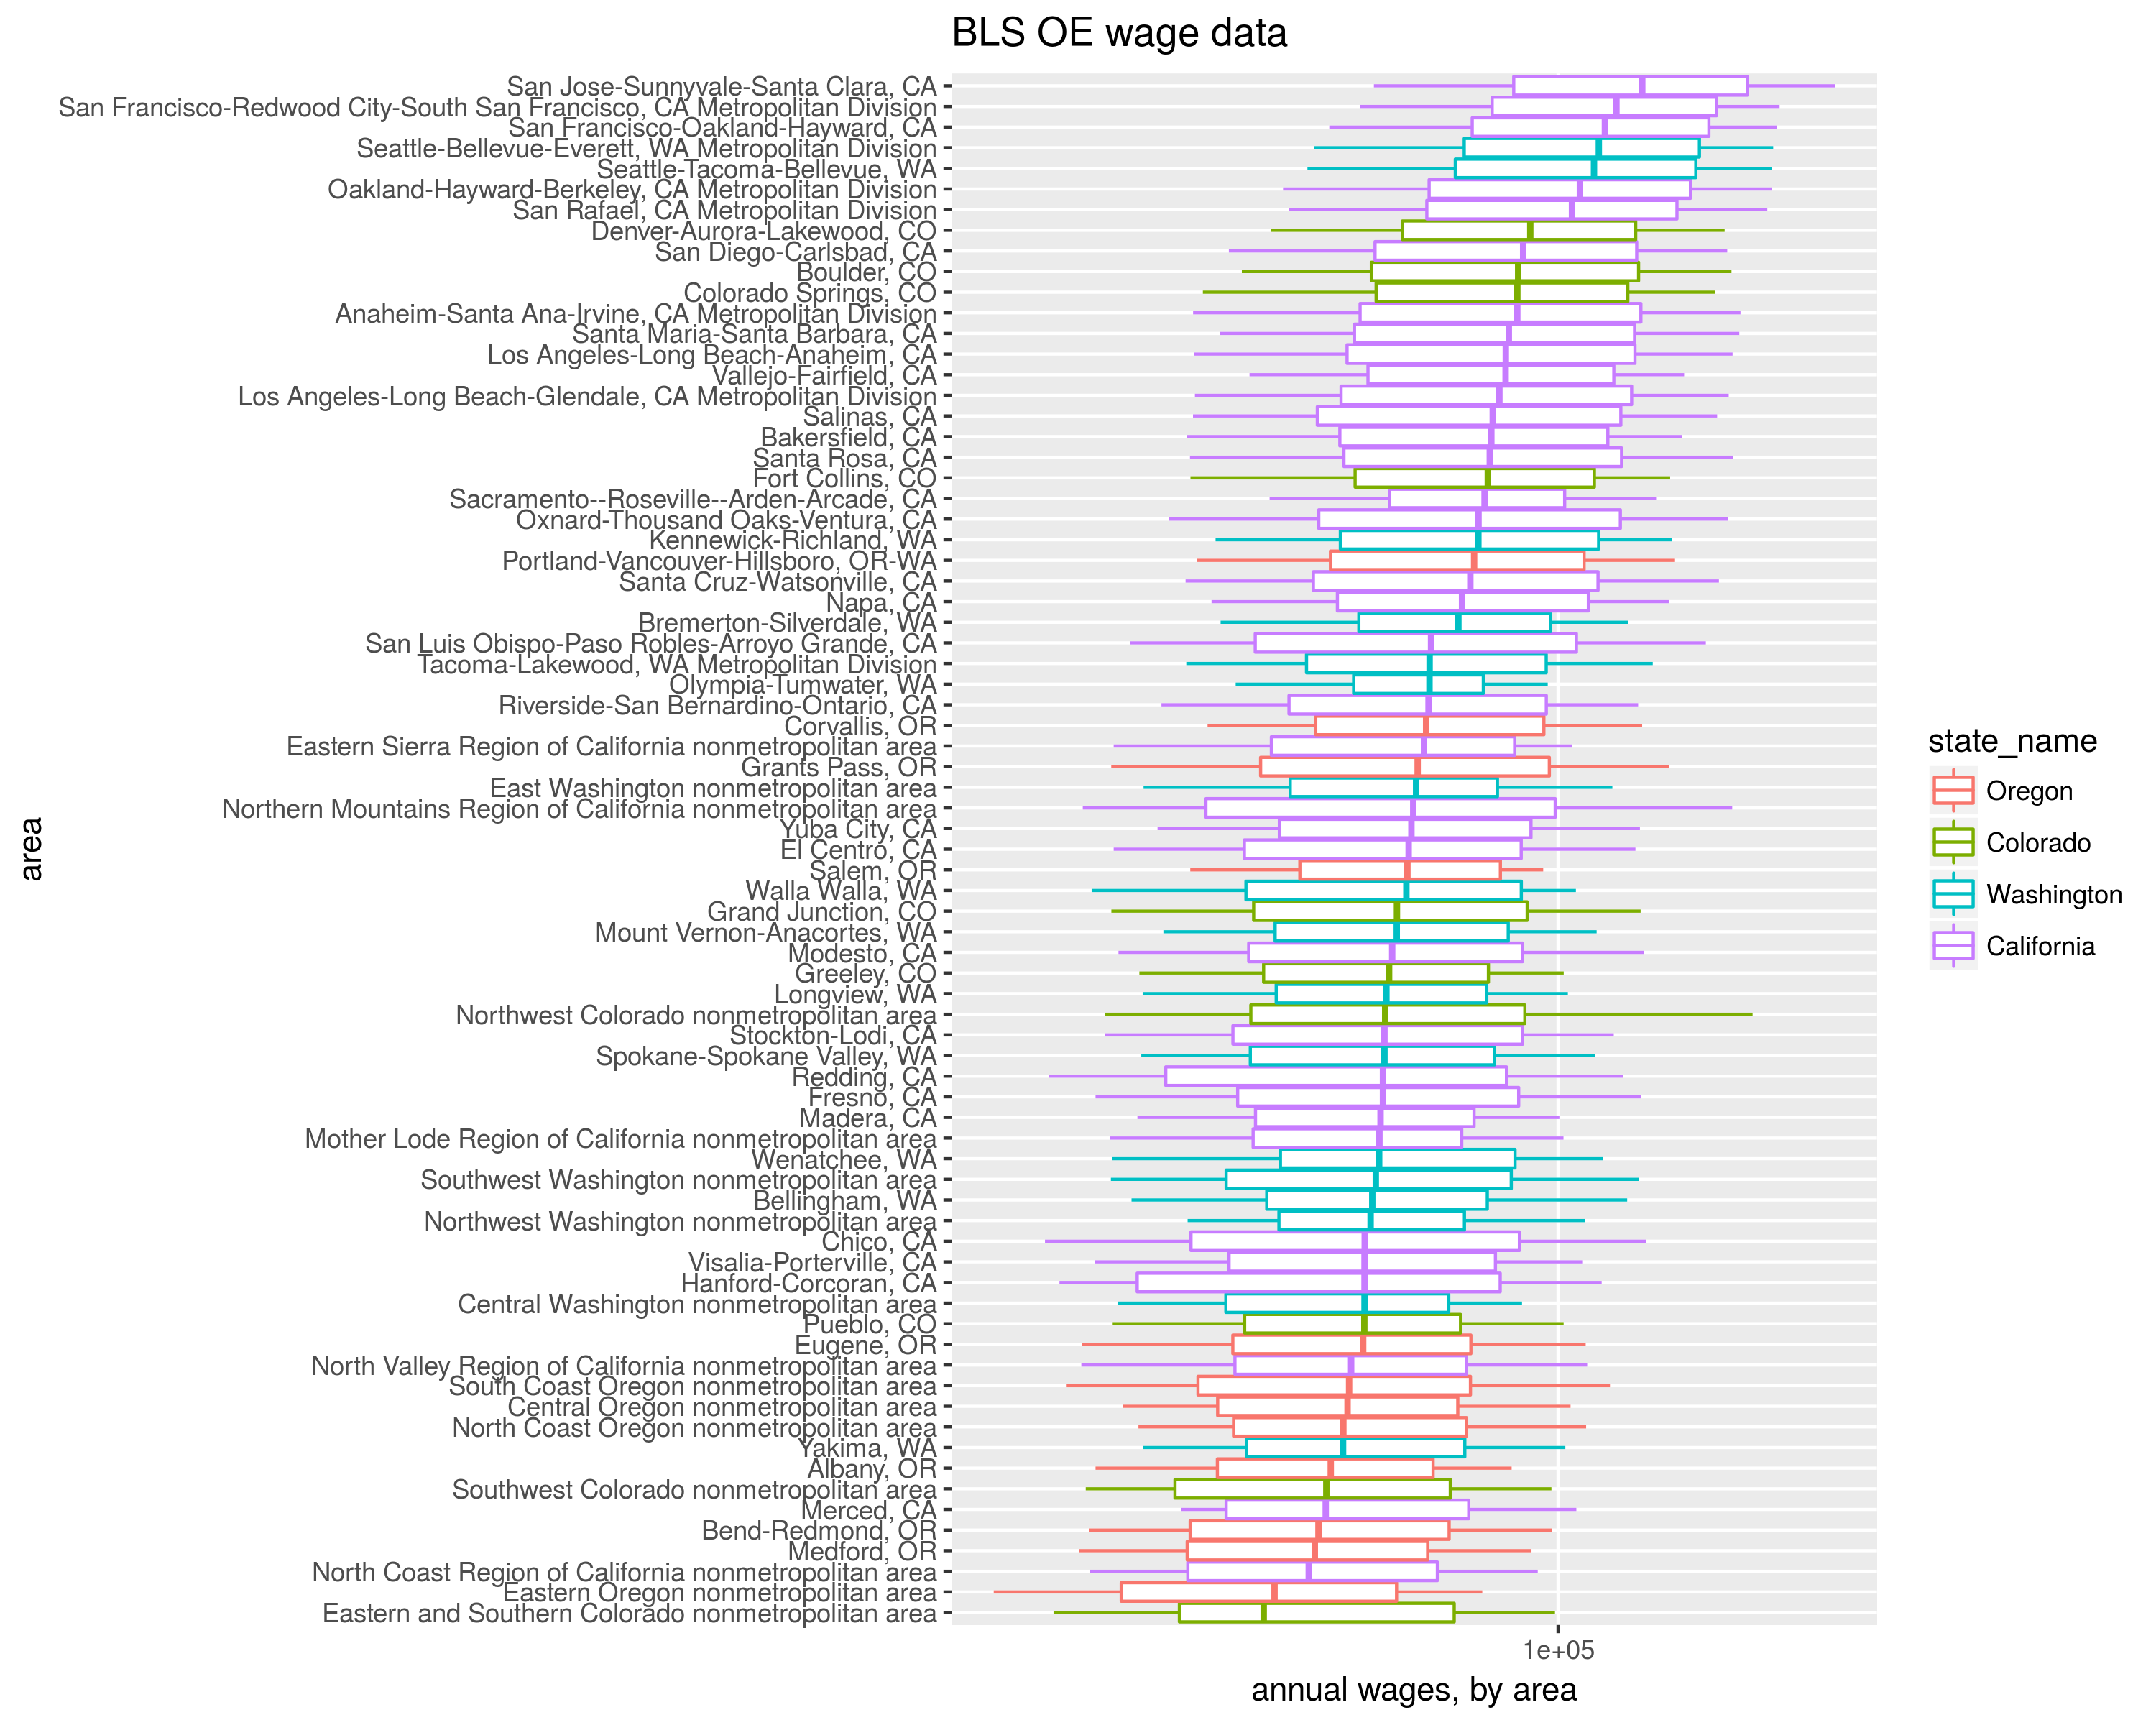 BLS OE wage data
San Jose-Sunnyvale-Santa Clara, CA
San Francisco-Redwood City-South San Francisco, CA Metropolitan Division
San Francisco-Oakland-Hayward, CA
Seattle-Bellevue-Everett, WA Metropolitan Division
Seattle-Tacoma-Bellevue, WA
Oakland-Hayward-Berkeley, CA Metropolitan Division
San Rafael, CA Metropolitan Division
Denver-Aurora-Lakewood, CO
San Diego-Carlsbad, CA
Boulder, CO
Colorado Springs, CO
Anaheim-Santa Ana-Irvine, CA Metropolitan Division
Santa Maria-Santa Barbara, CA
Los Angeles-Long Beach-Anaheim, CA
Vallejo-Fairfield, CA
Los Angeles-Long Beach-Glendale, CA Metropolitan Division
Salinas, CA
Bakersfield, CA
Santa Rosa, CA
Fort Collins, CO
Sacramento--Roseville--Arden-Arcade, CA
Oxnard-Thousand Oaks-Ventura, CA
Kennewick-Richland, WA
Portland-Vancouver-Hillsboro, OR-WA
Santa Cruz-Watsonville, CA
Napa, CA
Bremerton-Silverdale, WA
San Luis Obispo-Paso Robles-Arroyo Grande, CA
Tacoma-Lakewood, WA Metropolitan Division
Olympia-Tumwater, WA
Riverside-San Bernardino-Ontario, CA
Corvallis, OR
Eastern Sierra Region of California nonmetropolitan area
Grants Pass, OR
East Washington nonmetropolitan area
Northern Mountains Region of California nonmetropolitan area
Yuba City, CA
El Centro, CA
Salem, OR
Walla Walla, WA
Grand Junction, CO
Mount Vernon-Anacortes, WA
Modesto, CA
Greeley, CO
Longview, WA
Northwest Colorado nonmetropolitan area
Stockton-Lodi, CA
Spokane-Spokane Valley, WA
Redding, CA
Fresno, CA
Madera, CA
Mother Lode Region of California nonmetropolitan area
Wenatchee, WA
Southwest Washington nonmetropolitan area
Bellingham, WA
Northwest Washington nonmetropolitan area
Chico, CA
Visalia-Porterville, CA
Hanford-Corcoran, CA
Central Washington nonmetropolitan area
Pueblo, CO
Eugene, OR
North Valley Region of California nonmetropolitan area
South Coast Oregon nonmetropolitan area
Central Oregon nonmetropolitan area
North Coast Oregon nonmetropolitan area
Yakima, WA
Albany, OR
Southwest Colorado nonmetropolitan area
Merced, CA
Bend-Redmond, OR
Medford, OR
North Coast Region of California nonmetropolitan area
Eastern Oregon nonmetropolitan area
Eastern and Southern Colorado nonmetropolitan area
area
1e+05
annual wages, by area
state_name
Oregon
Colorado
Washington
California